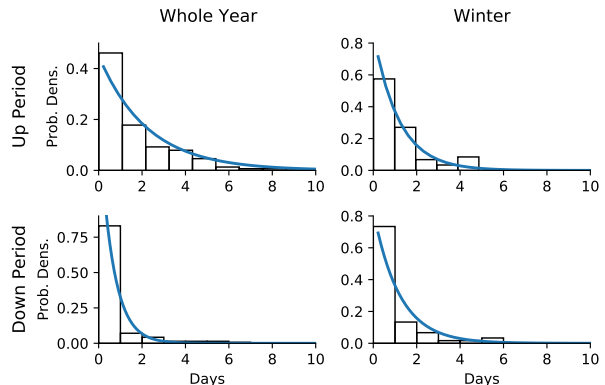 Whole Year
Winter
Up Period
Prob. Dens.
0.4
0.2
0.0
0 2 4 6 8 10
0.8
0.6
0.4
0.2
0.0
0 2 4 6 8 10
Down Period
Prob. Dens.
0.75
0.50
0.25
0.00
0 2 4 6 8 10
Days
0.8
0.6
0.4
0.2
0.0
0 2 4 6 8 10
Days